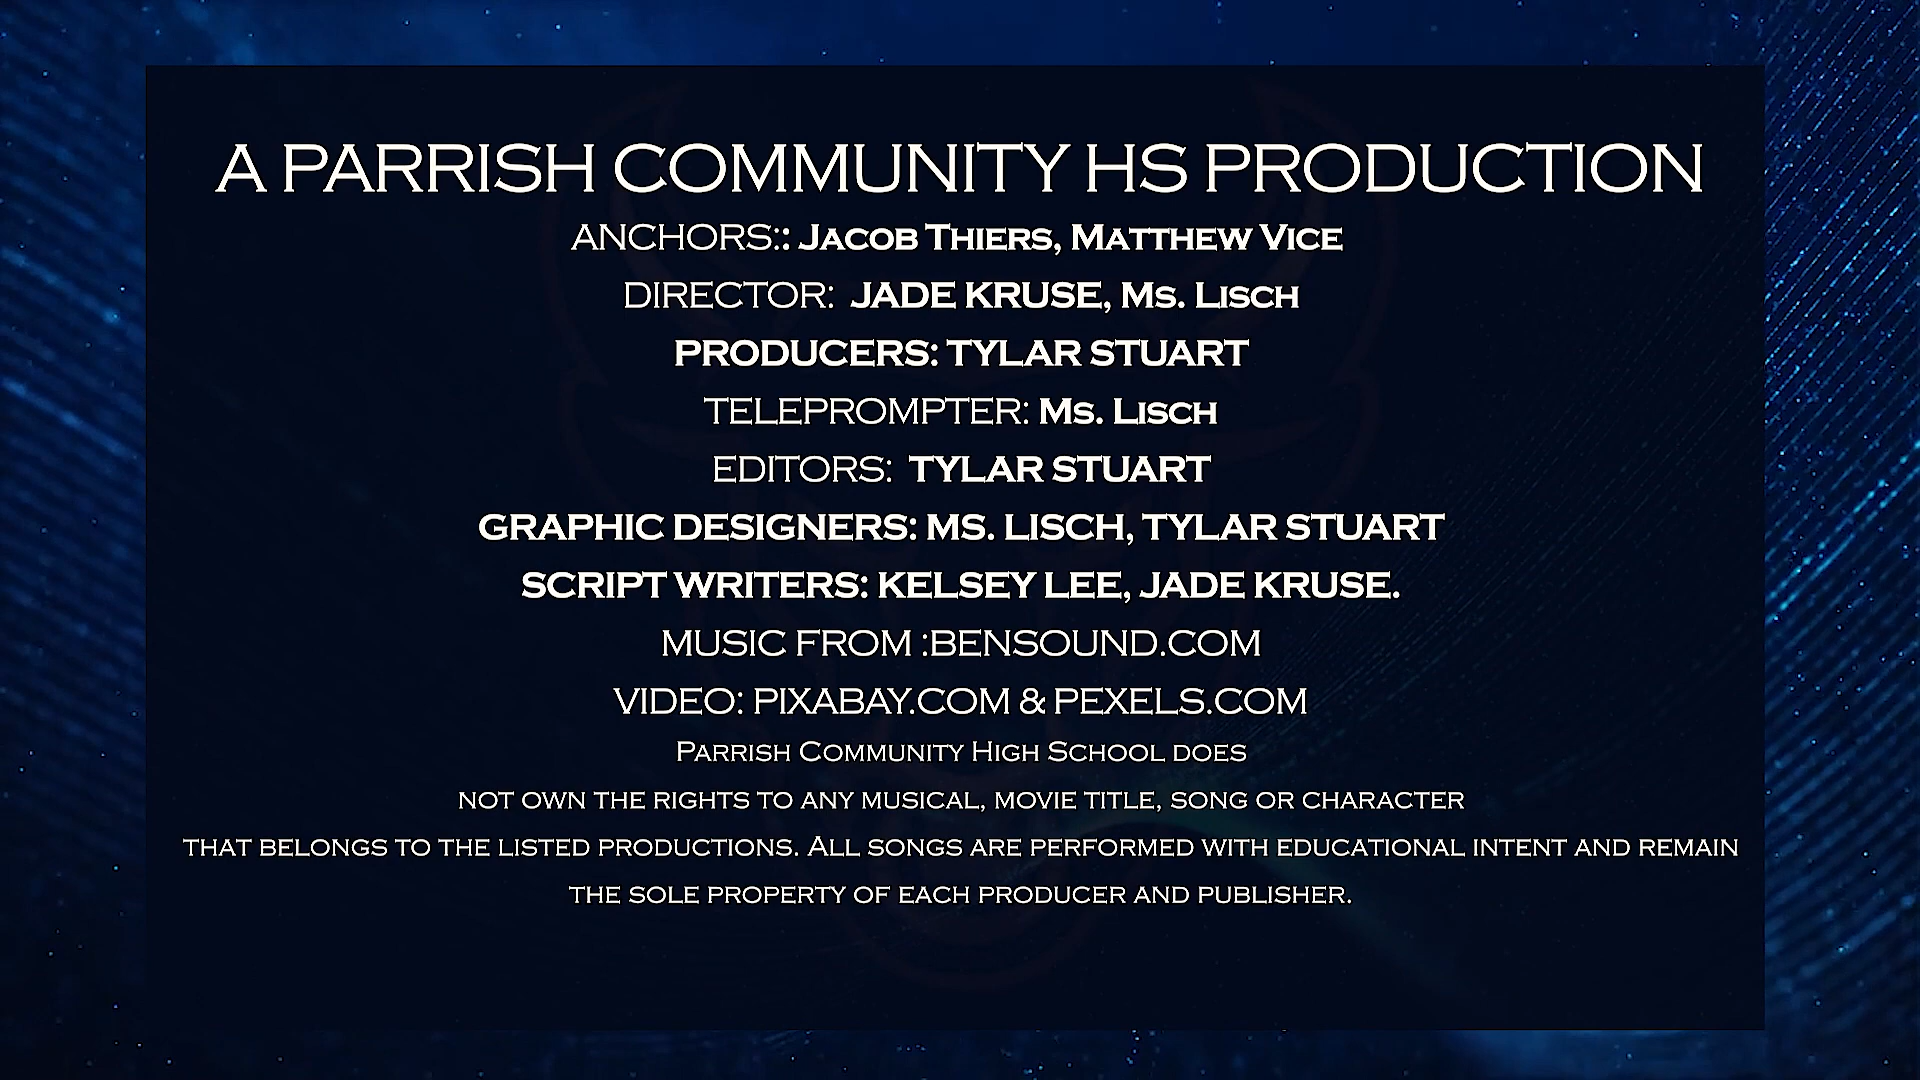 A PARRISH COMMUNITY HS PRODUCTION
ANCHORS:: JACOB THIERS, MATTHEW VICE
DIRECTOR: JADE KRUSE, MS. LISCH
PRODUCERS: TYLAR STUART
TELEPROMPTER: MS. LISCH
EDITORS: TYLAR STUART
GRAPHIC DESIGNERS: MS. LISCH, TYLAR STUART
SCRIPT WRITERS: KELSEY LEE, JADE KRUSE.
MUSIC FROM :BENSOUND.COM
VIDEO: PIXABAY.COM & PEXELS.COM
PARRISH COMMUNITY HIGH SCHOOL DOES
NOT OWN THE RIGHTS TO ANY MUSICAL, MOVIE TITLE, SONG OR CHARACTER
THAT BELONGS TO THE LISTED PRODUCTIONS. ALL SONGS ARE PERFORMED WITH EDUCATIONAL INTENT AND REMAIN
THE SOLE PROPERTY OF EACH PRODUCER AND PUBLISHER.